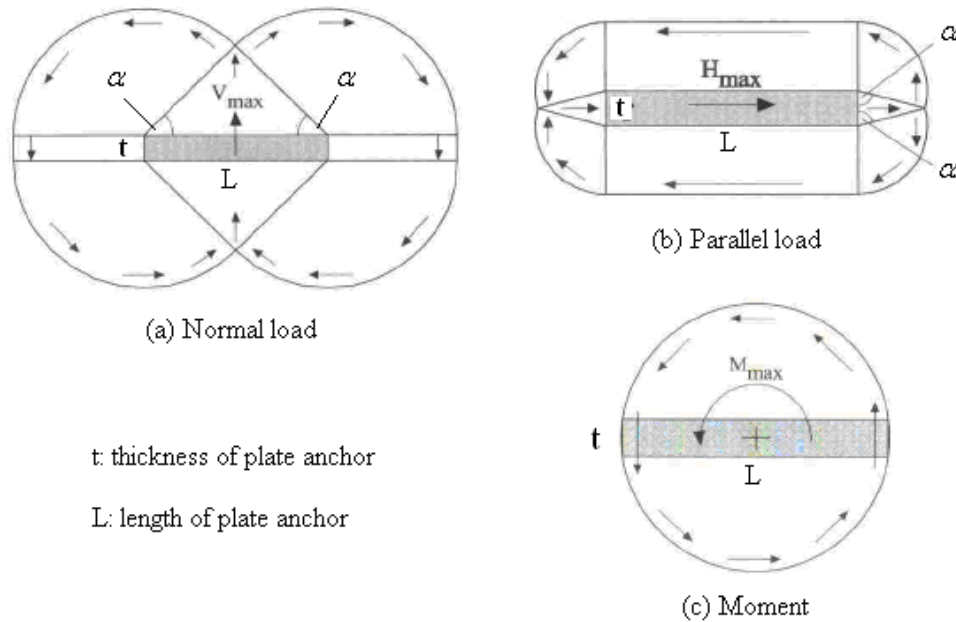 α
α
V_max
t
L
(a) Normal load
α
H_max
t
L
α
(b) Parallel load
M_max
t
L
(c) Moment
t: thickness of plate anchor
L: length of plate anchor